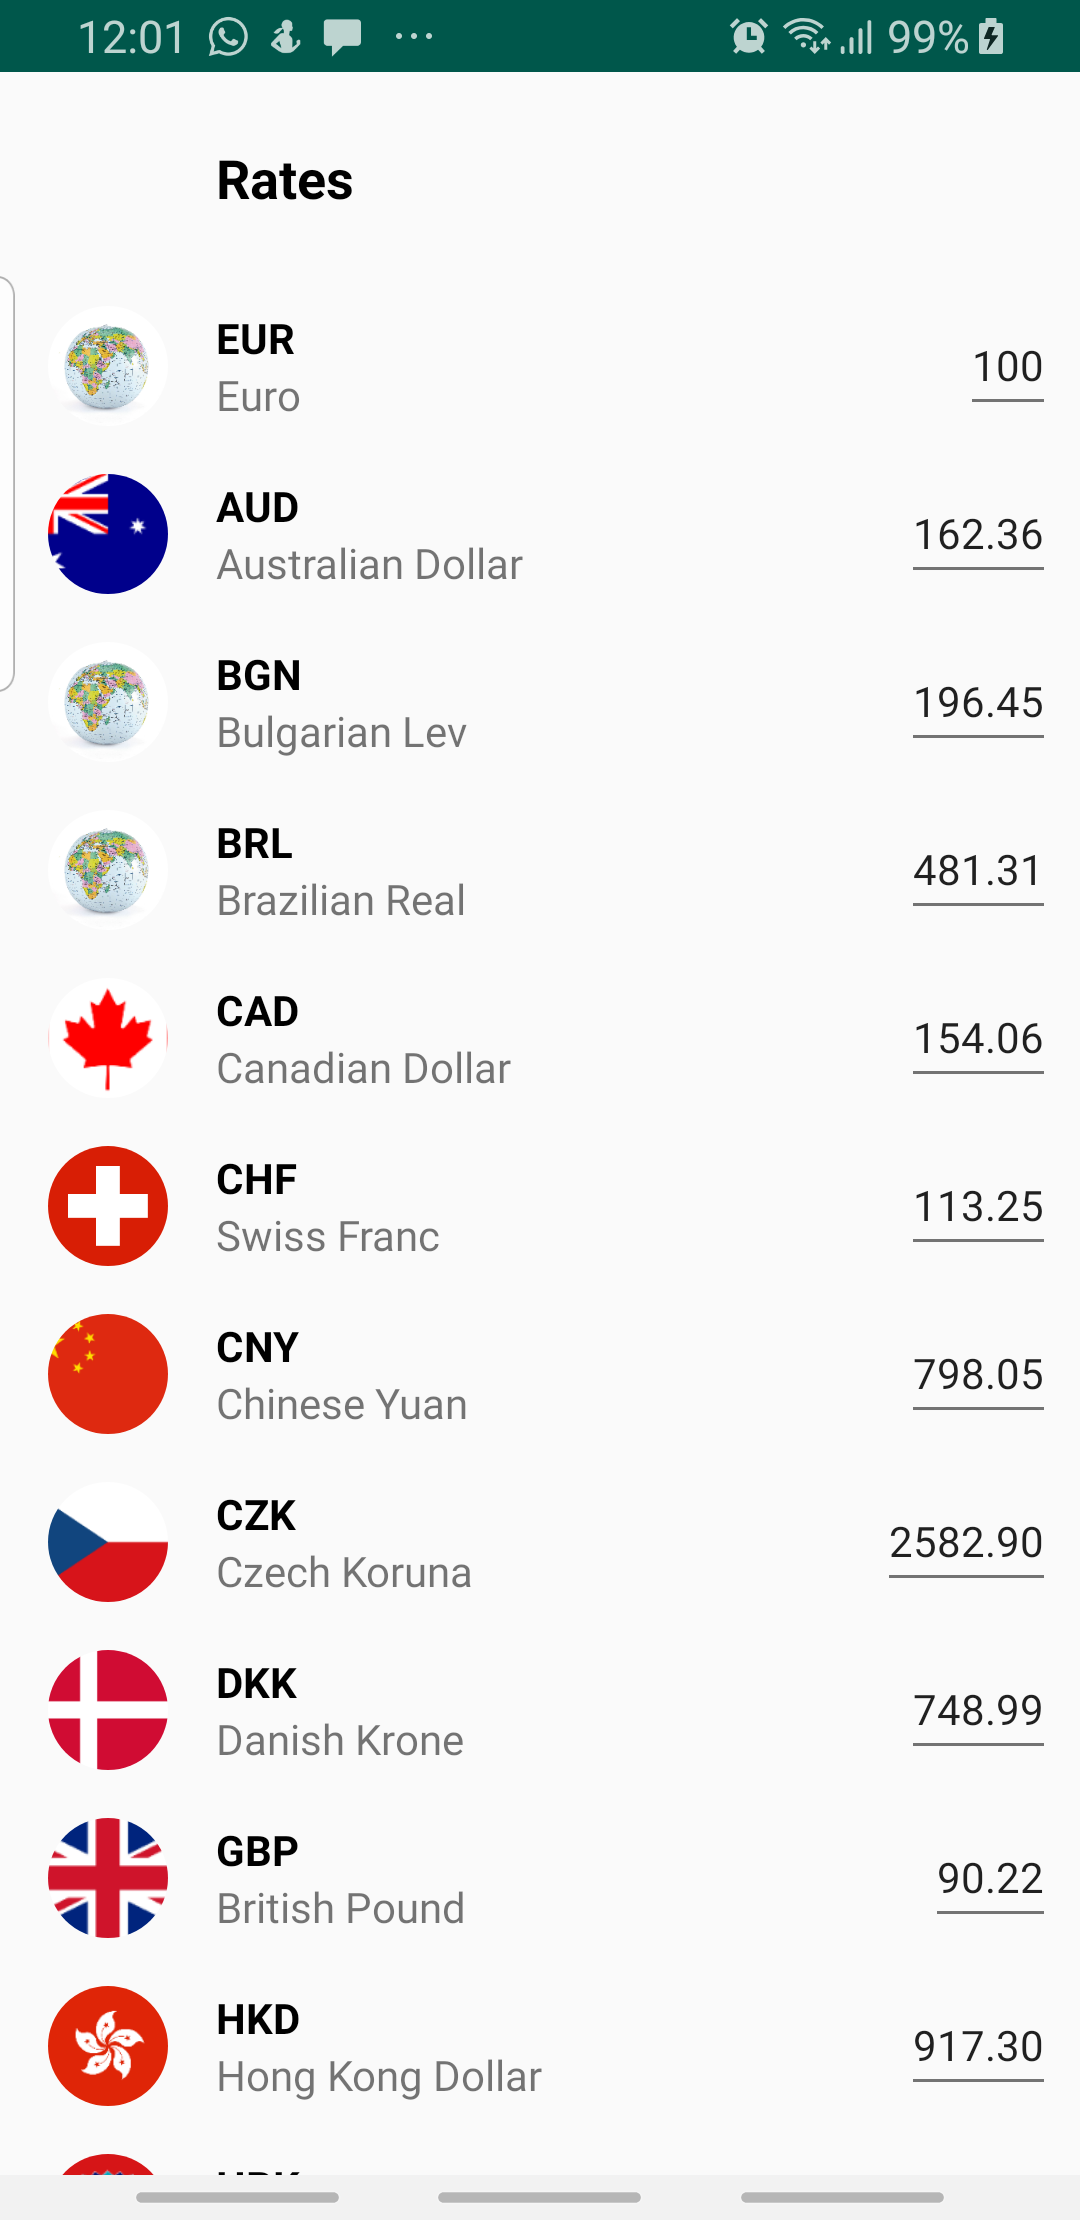 12:01 99%
Rates
EUR
Euro
100
AUD
Australian Dollar
162.36
BGN
Bulgarian Lev
196.45
BRL
Brazilian Real
481.31
CAD
Canadian Dollar
154.06
CHF
Swiss Franc
113.25
CNY
Chinese Yuan
798.05
CZK
Czech Koruna
2582.90
DKK
Danish Krone
748.99
GBP
British Pound
90.22
HKD
Hong Kong Dollar
917.30